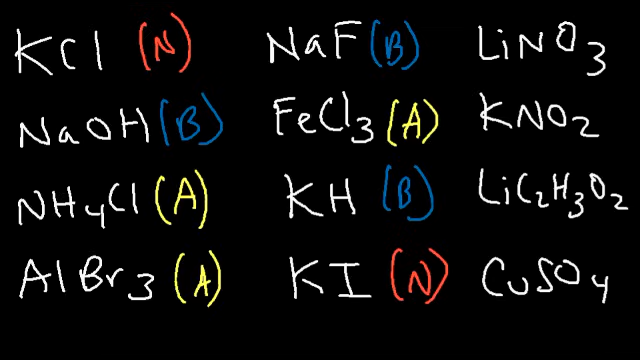 KCl (N) NaF (B) LiNO3
NaOH (B) FeCl3 (A) KNO2
NH4Cl (A) KH (B) LiC2H3O2
AlBr3 (A) KI (N) CuSO4